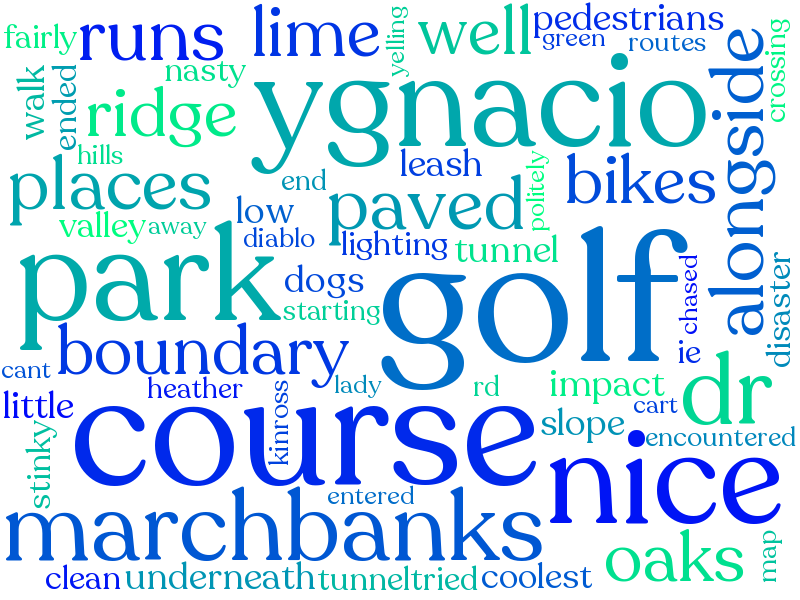 fairly
runs
lime
yelling
well
pedestrians
green
routes
crossing
walk
ended
nasty
ridge
ygnacio
alongside
hills
places
end
leash
politely
bikes
valley
away
low
diablo
paved
lighting
tunnel
park
dogs
starting
golf
chased
ie
disaster
cant
boundary
little
heather
kinross
lady
rd
impact
cart
dr
course
slope
encountered
stinky
nice
entered
marchbanks
oaks
map
clean
underneath
tunneltried
coolest